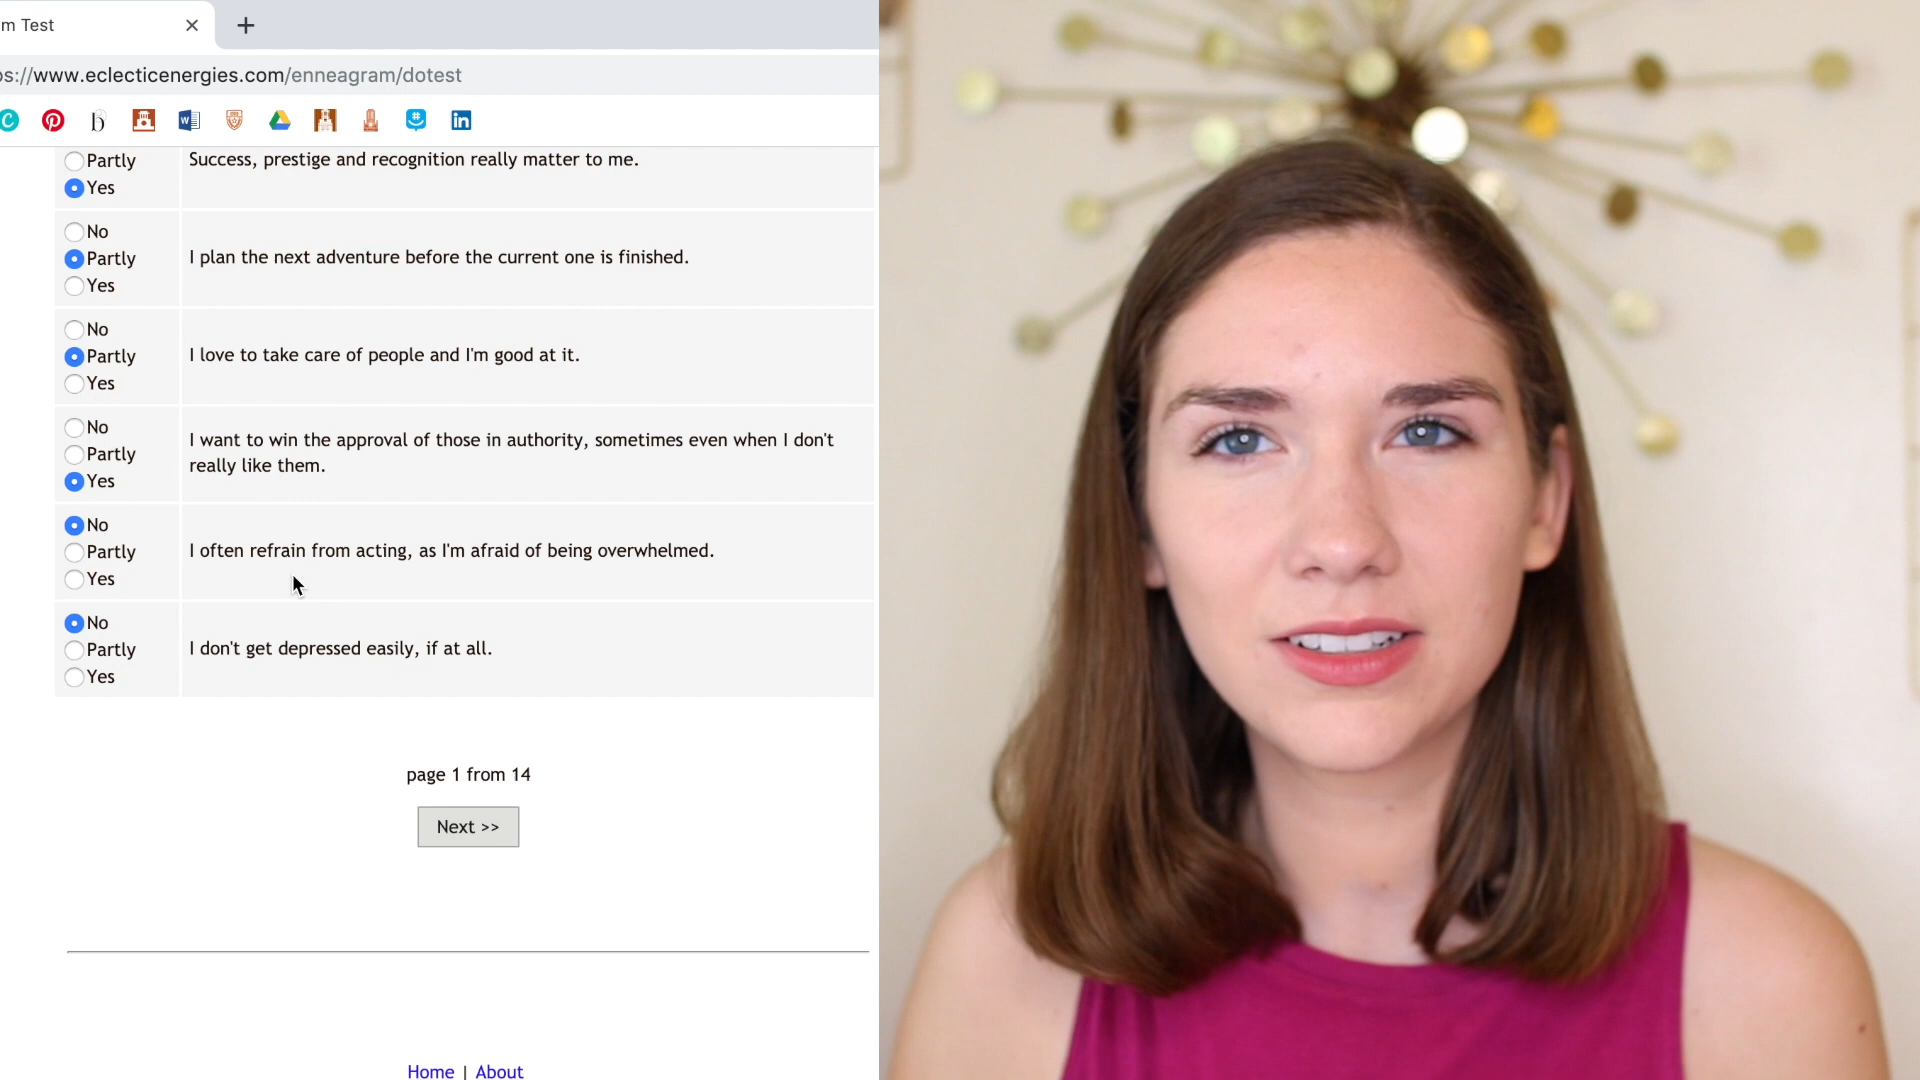 m Test
ps://www.eclecticenergies.com/enneagram/dotest
Partly
Success, prestige and recognition really matter to me.
Yes
No
Partly
I plan the next adventure before the current one is finished.
Yes
No
Partly
I love to take care of people and I'm good at it.
Yes
No
I want to win the approval of those in authority, sometimes even when I don't
Partly
really like them.
Yes
No
Partly
I often refrain from acting, as I'm afraid of being overwhelmed.
Yes
No
Partly
I don't get depressed easily, if at all.
Yes
page 1 from 14
Next >>
Home | About